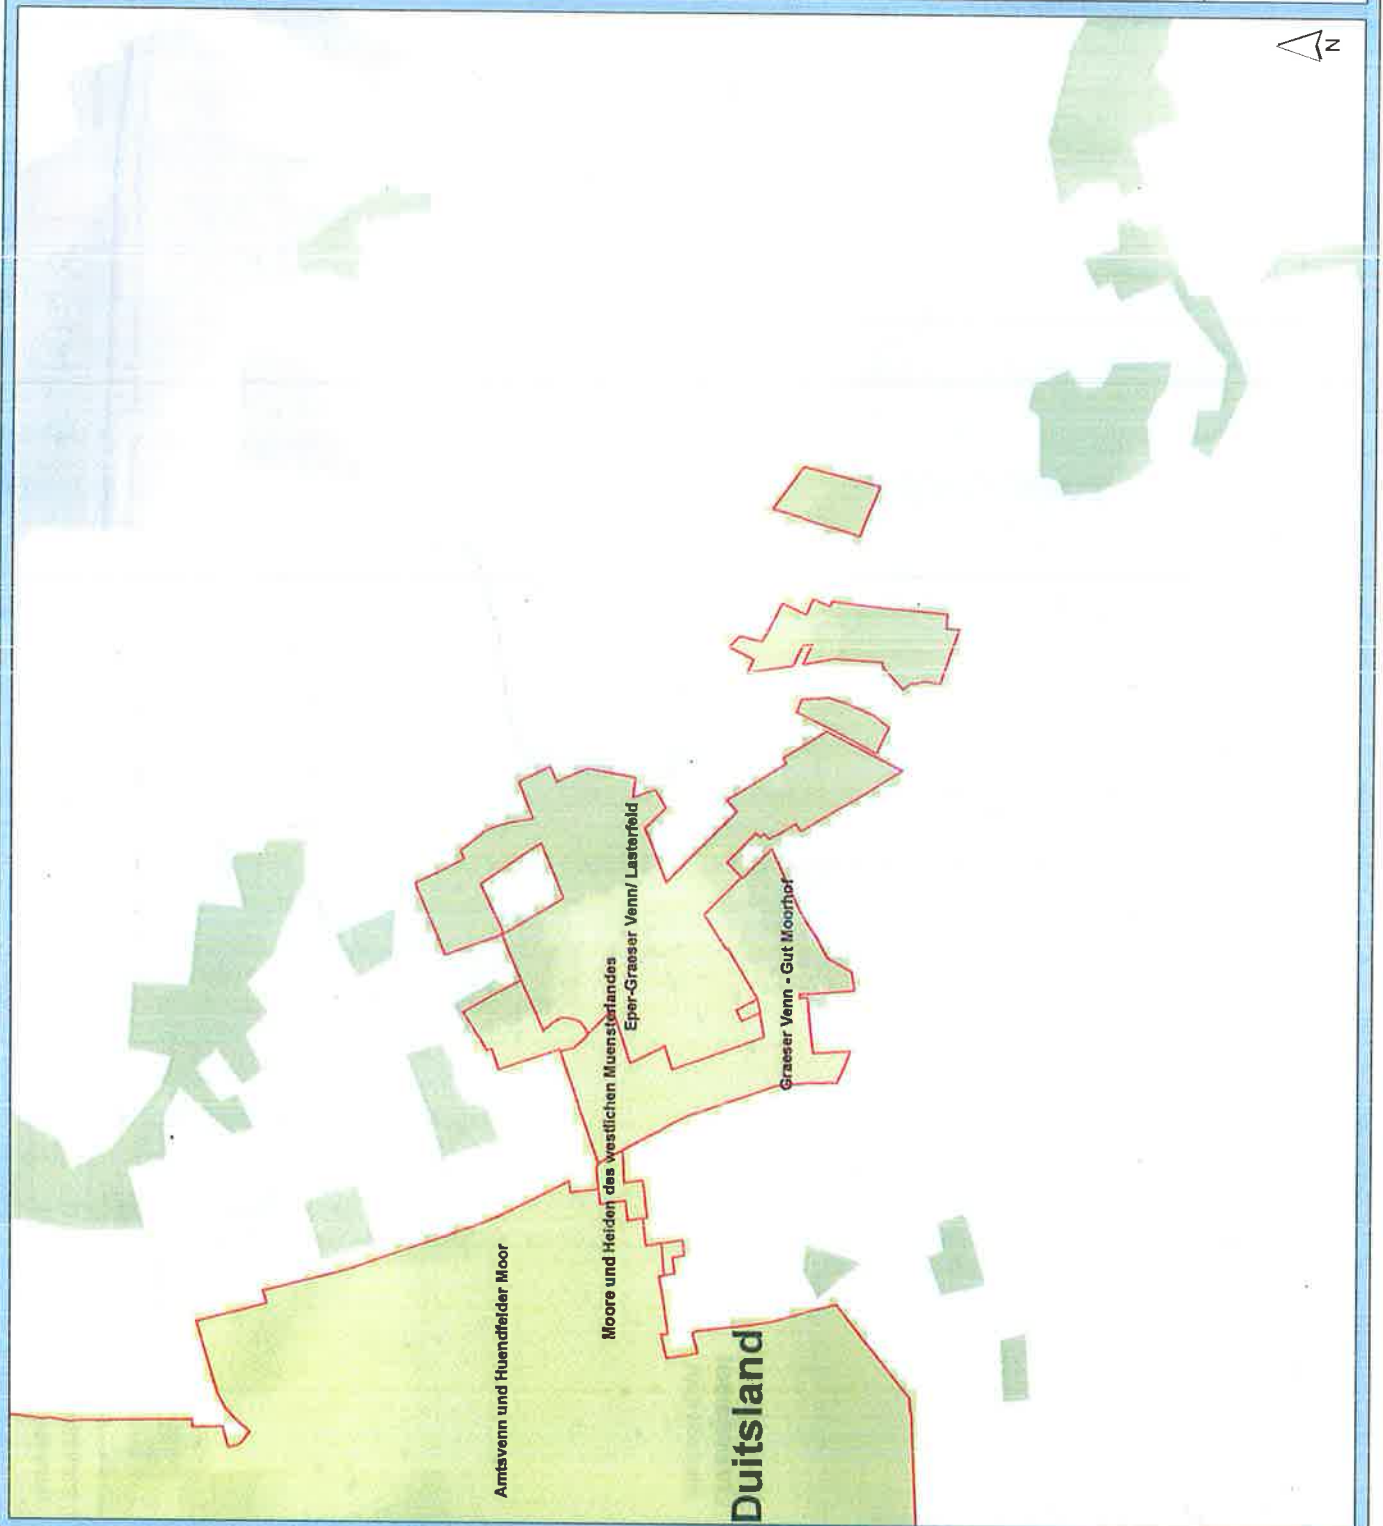 N
Amtsvenn und Huendfelder Moor
Moore und Heiden des westlichen Muensterlandes
Eper-Graeser Venn/ Lasterfeld
Duitsland
Graeser Venn - Gut Moorhof